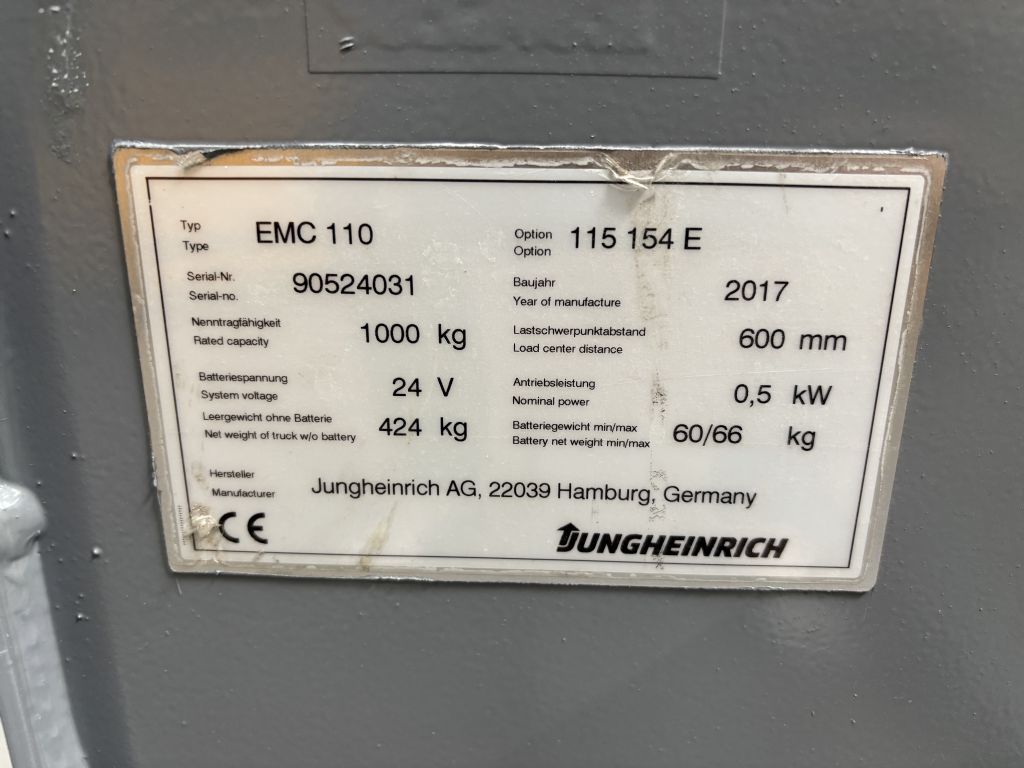 Typ
Type
EMC 110
Option
Option
115 154 E
Serial-Nr.
Serial-no.
90524031
Baujahr
Year of manufacture
2017
Nenntragfähigkeit
Rated capacity
1000 kg
Lastschwerpunktabstand
Load center distance
600 mm
Batteriespannung
System voltage
24 V
Antriebsleistung
Nominal power
0,5 kW
Leergewicht ohne Batterie
Net weight of truck w/o battery
424 kg
Batteriegewicht min/max
Battery net weight min/max
60/66 kg
Hersteller
Manufacturer
Jungheinrich AG, 22039 Hamburg, Germany
CE
JUNGHEINRICH